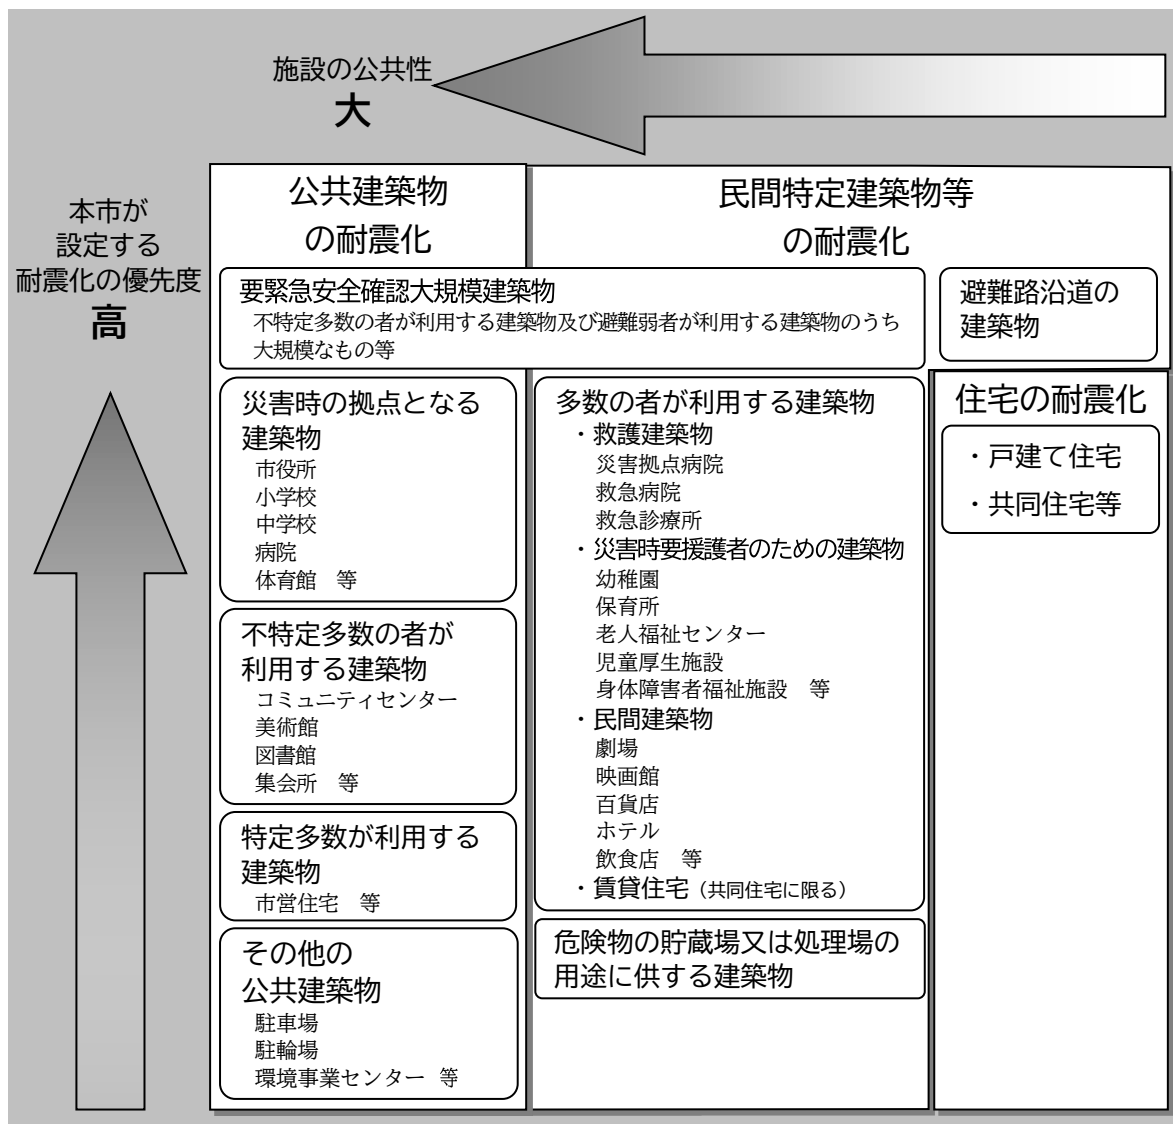 施設の公共性
大
本市が
設定する
耐震化の優先度
高
公共建築物
の耐震化
民間特定建築物等
の耐震化
要緊急安全確認大規模建築物
不特定多数の者が利用する建築物及び避難弱者が利用する建築物のうち
大規模なもの等
避難路沿道の
建築物
災害時の拠点となる
建築物
市役所
小学校
中学校
病院
体育館　等
不特定多数の者が
利用する建築物
コミュニティセンター
美術館
図書館
集会所　等
特定多数が利用する
建築物
市営住宅　等
その他の
公共建築物
駐車場
駐輪場
環境事業センター　等
多数の者が利用する建築物
・救護建築物
災害拠点病院
救急病院
救急診療所
・災害時要援護者のための建築物
幼稚園
保育所
老人福祉センター
児童厚生施設
身体障害者福祉施設　等
・民間建築物
劇場
映画館
百貨店
ホテル
飲食店　等
・賃貸住宅（共同住宅に限る）
危険物の貯蔵場又は処理場の
用途に供する建築物
住宅の耐震化
・戸建て住宅
・共同住宅等